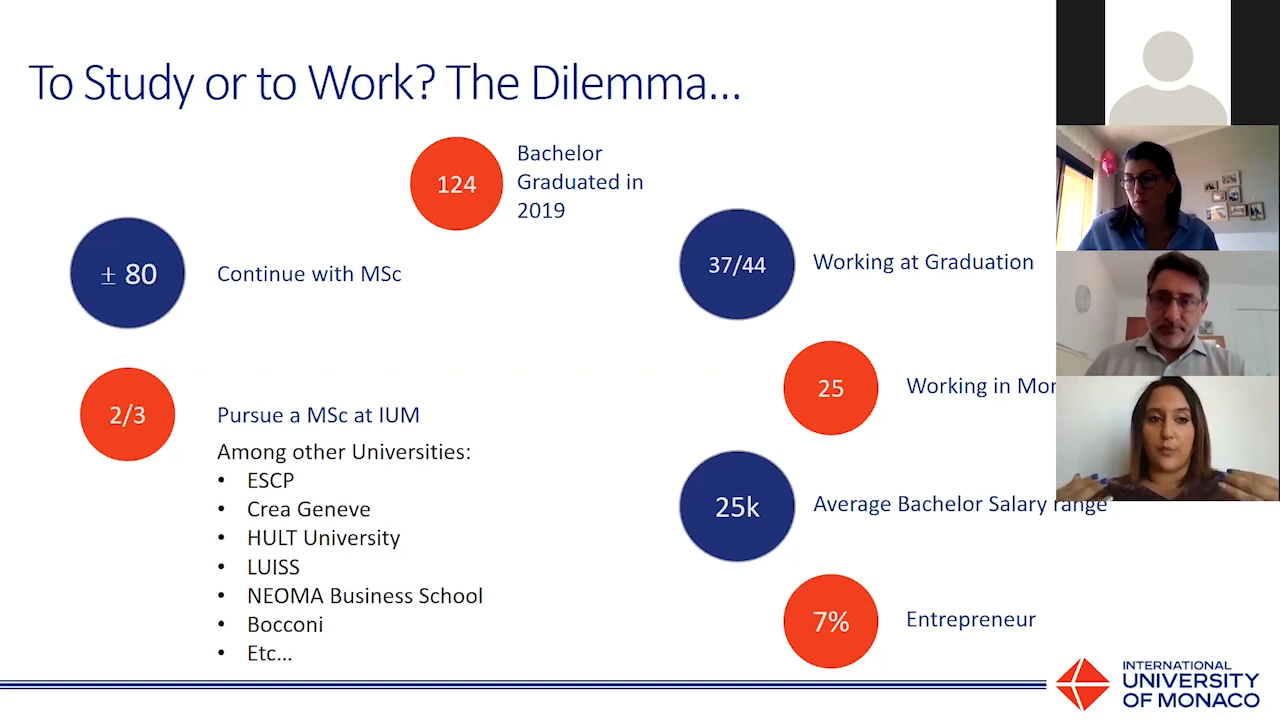 To Study or to Work? The Dilemma...
124
Bachelor
Graduated in
2019
± 80
Continue with MSc
2/3
Pursue a MSc at IUM
Among other Universities:
• ESCP
• Crea Geneve
• HULT University
• LUISS
• NEOMA Business School
• Bocconi
• Etc...
37/44
Working at Graduation
25
Working in
25k
Average Bachelor Salary range
7%
Entrepreneur
INTERNATIONAL
UNIVERSITY
OF MONACO